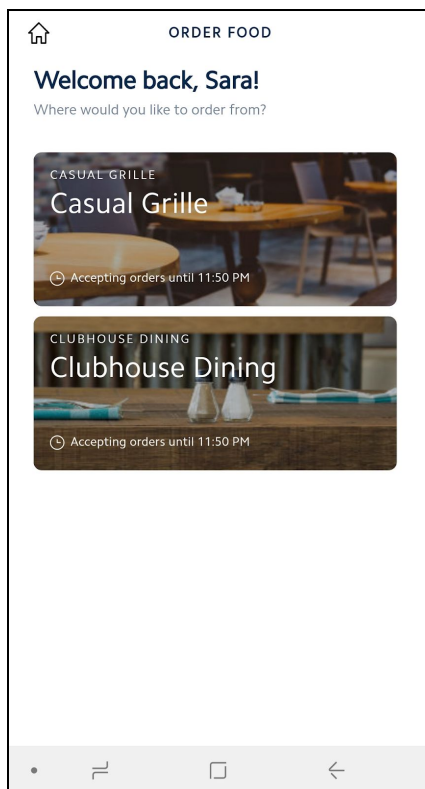 ORDER FOOD
Welcome back, Sara!
Where would you like to order from?
CASUAL GRILLE
Casual Grille
Accepting orders until 11:50 PM
CLUBHOUSE DINING
Clubhouse Dining
Accepting orders until 11:50 PM